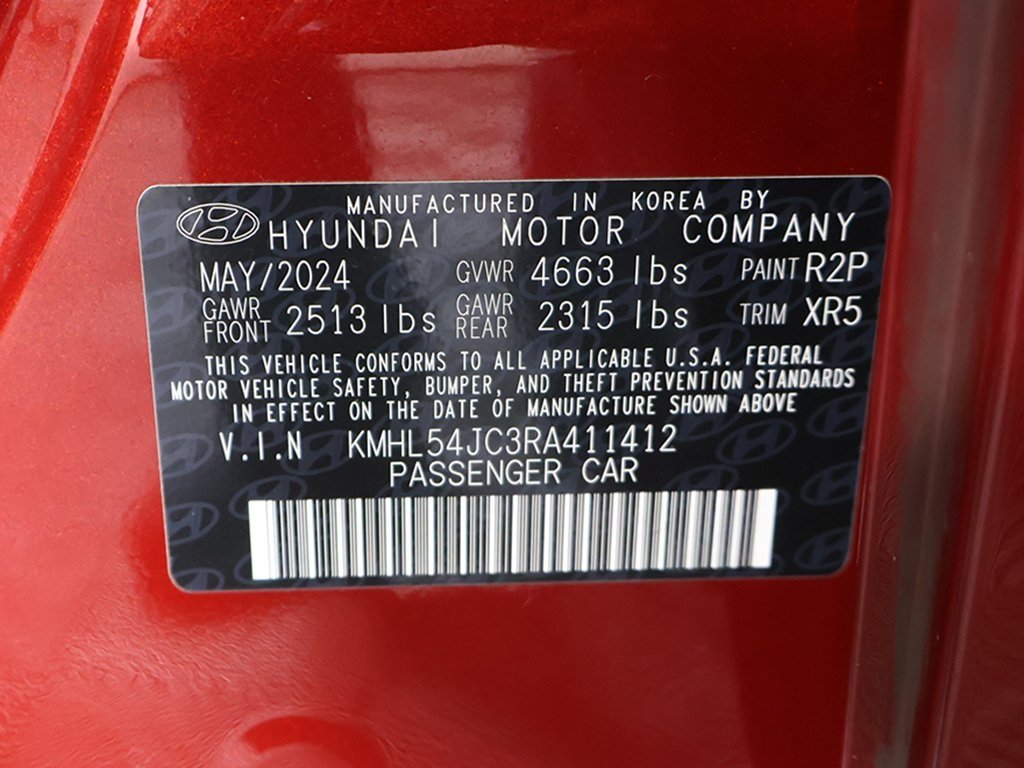 MANUFACTURED IN KOREA BY
HYUNDAI MOTOR COMPANY
MAY/2024 GVWR 4663 lbs PAINT R2P
GAWR FRONT 2513 lbs GAWR REAR 2315 lbs TRIM XR5
THIS VEHICLE CONFORMS TO ALL APPLICABLE U.S.A. FEDERAL
MOTOR VEHICLE SAFETY, BUMPER, AND THEFT PREVENTION STANDARDS
IN EFFECT ON THE DATE OF MANUFACTURE SHOWN ABOVE
V.I.N KMHL54JC3RA411412
PASSENGER CAR